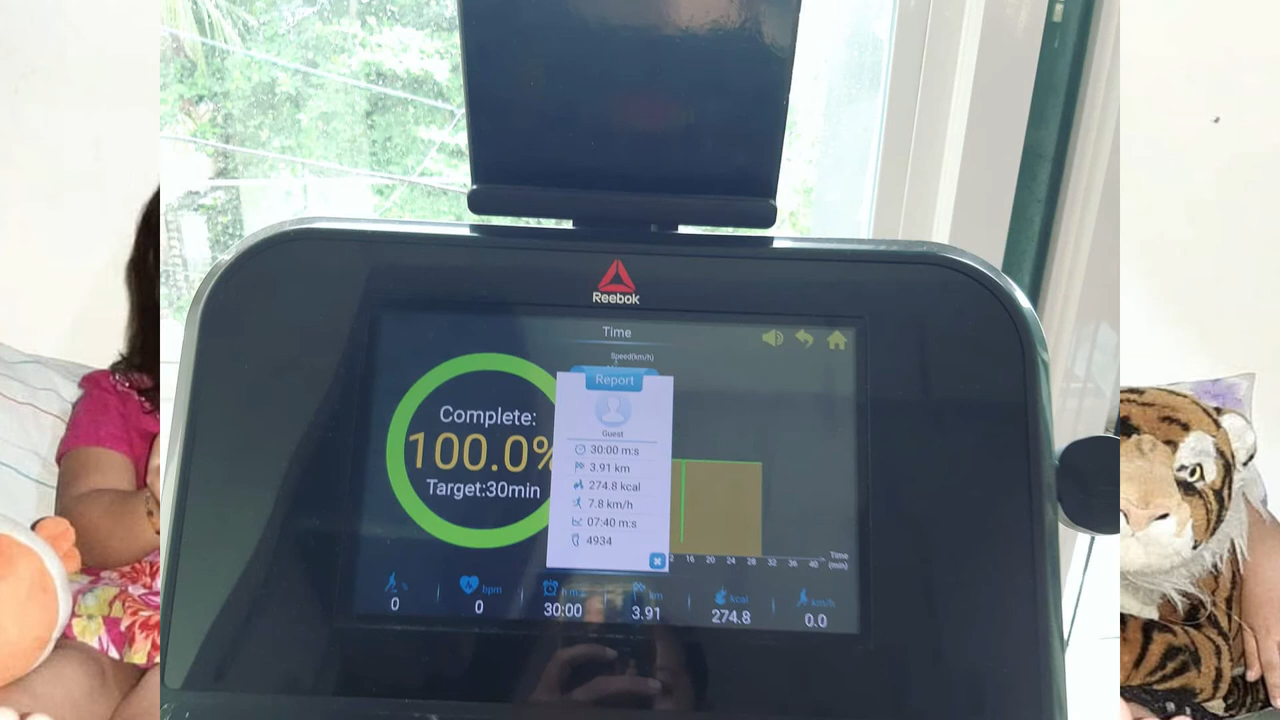 Reebok
Time
Speed(km/h)
Report
Guest
30:00 m:s
3.91 km
274.8 kcal
7.8 km/h
07:40 m:s
4934
Complete:
100.0%
Target:30min
16 20 24 28 32 36 40
Time
(min)
%
0
bpm
0
h m
30:00
km
3.91
kcal
274.8
km/h
0.0